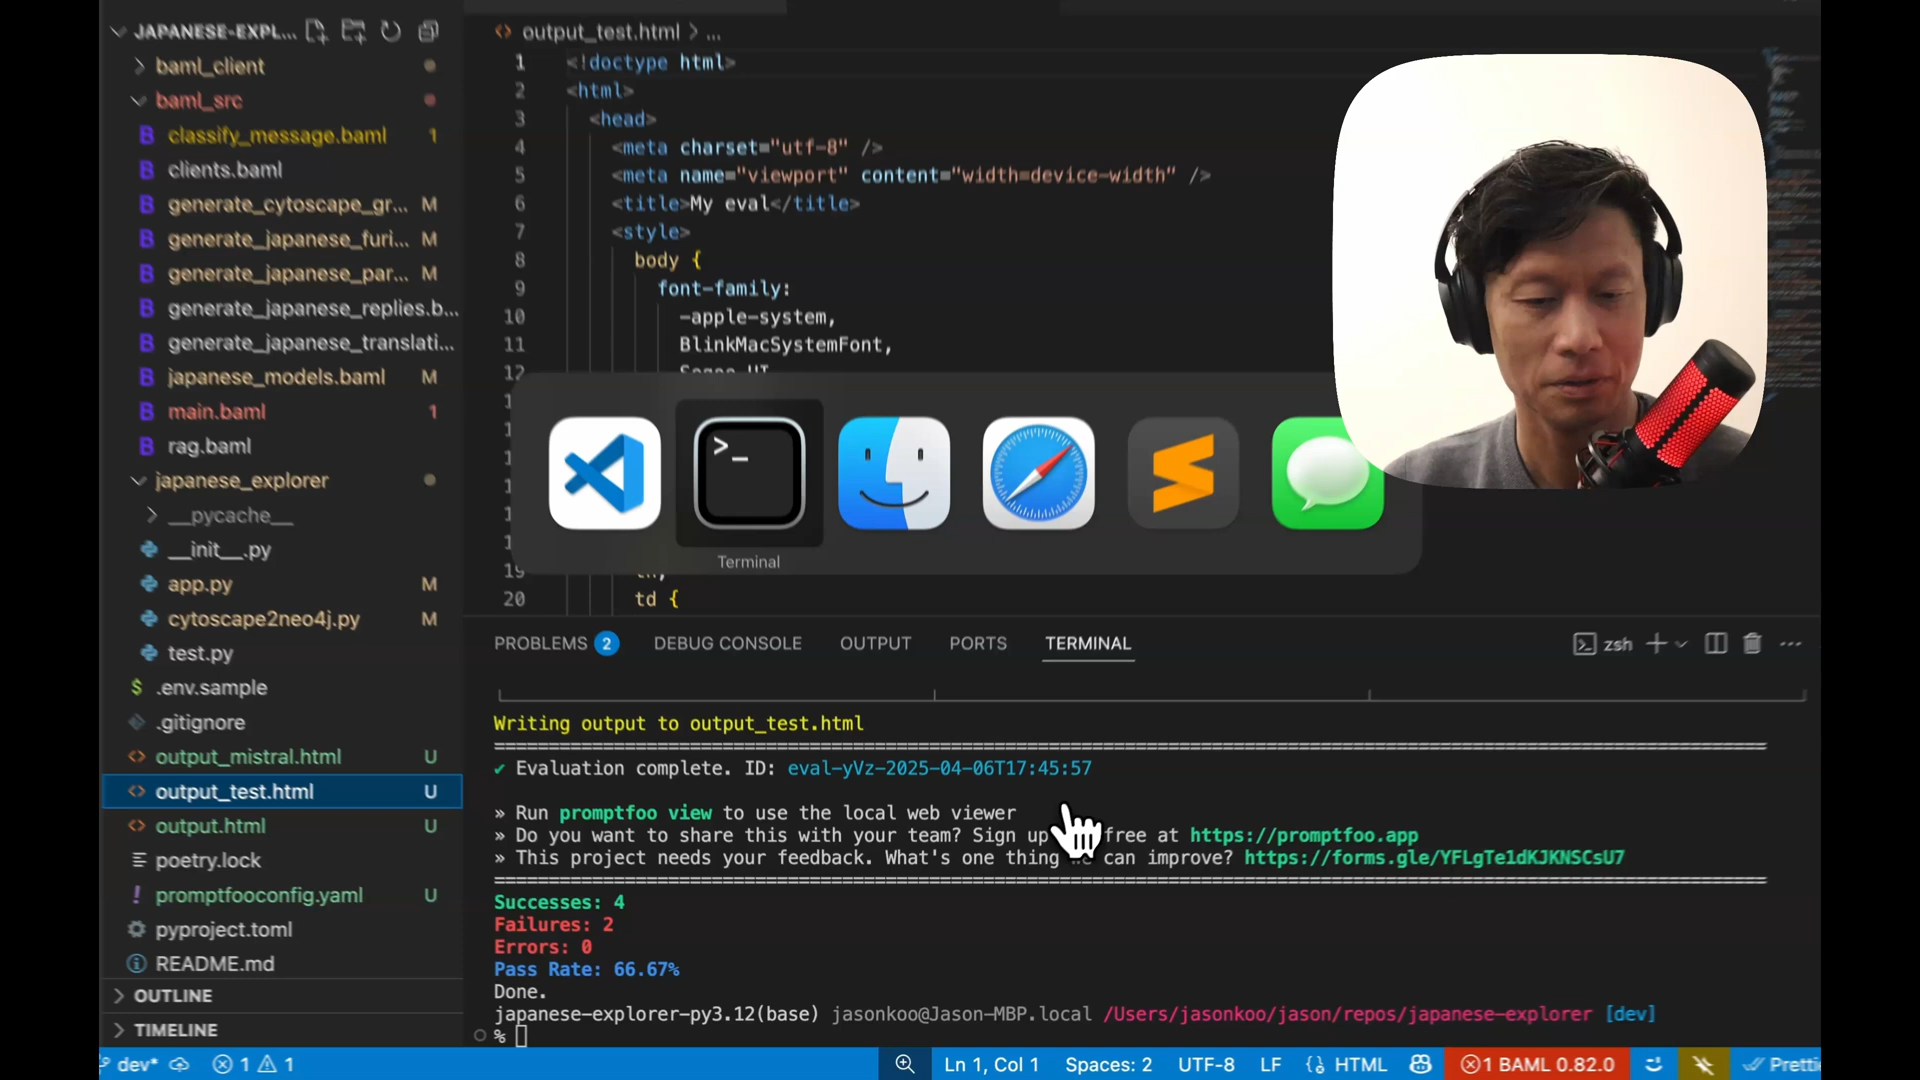 JAPANESE-EXPL...
baml_client
baml_src
classify_message.baml 1
clients.baml
generate_cytoscape_gr... M
generate_japanese_furi... M
generate_japanese_par... M
generate_japanese_replies.b...
generate_japanese_translati...
japanese_models.baml M
main.baml 1
rag.baml
japanese_explorer
__pycache__
__init__.py
app.py M
cytoscape2neo4j.py M
test.py
.env.sample
.gitignore
output_mistral.html U
output_test.html U
output.html U
poetry.lock
promptfooconfig.yaml U
pyproject.toml
README.md
OUTLINE
TIMELINE
output_test.html > ...
1 <!doctype html>
2 <html>
3 <head>
4 <meta charset="utf-8" />
5 <meta name="viewport" content="width=device-width" />
6 <title>My eval</title>
7 <style>
8 body {
9 font-family:
10 -apple-system,
11 BlinkMacSystemFont,
12
19
20 td {
Terminal
PROBLEMS 2 DEBUG CONSOLE OUTPUT PORTS TERMINAL
zsh
Writing output to output_test.html
✔ Evaluation complete. ID: eval-yVz-2025-04-06T17:45:57
» Run promptfoo view to use the local web viewer
» Do you want to share this with your team? Sign up free at https://promptfoo.app
» This project needs your feedback. What's one thing can improve? https://forms.gle/YFLgTe1dKJKNSCsU7
Successes: 4
Failures: 2
Errors: 0
Pass Rate: 66.67%
Done.
japanese-explorer-py3.12(base) jasonkoo@Jason-MBP.local /Users/jasonkoo/jason/repos/japanese-explorer [dev]
%
dev* 1 1 Ln 1, Col 1 Spaces: 2 UTF-8 LF {} HTML 1 BAML 0.82.0 Pretti